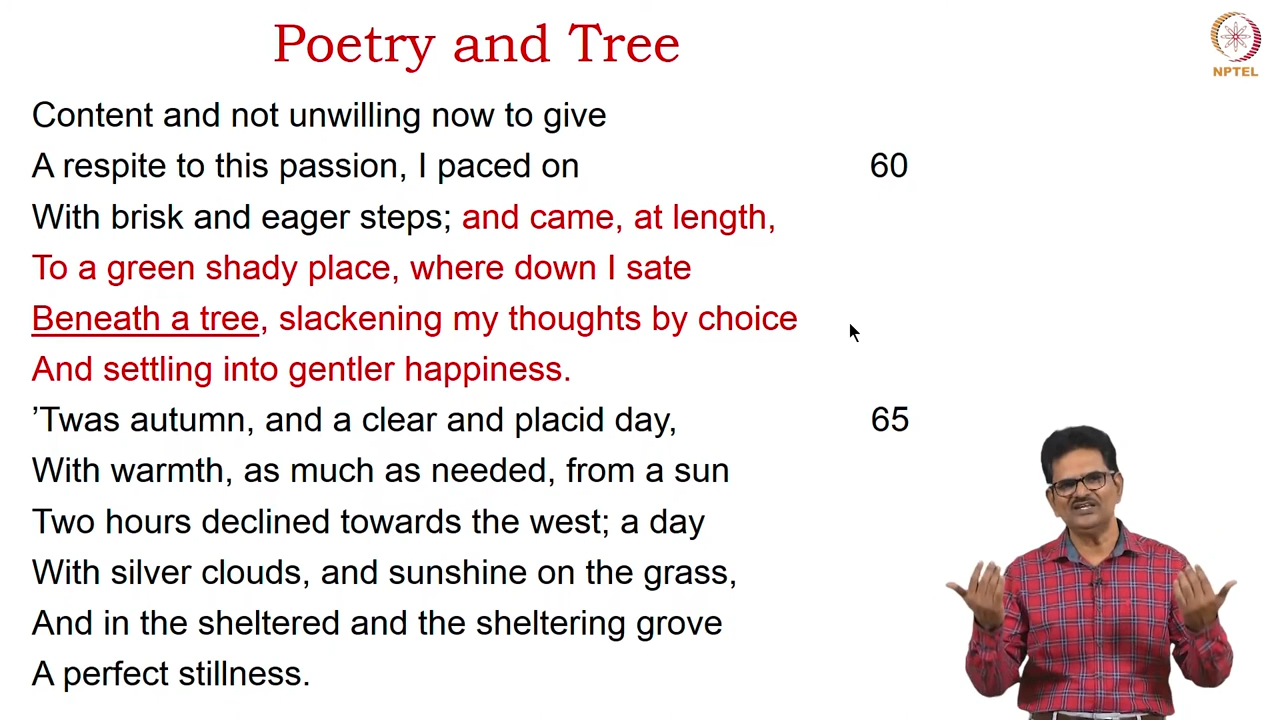 Poetry and Tree
NPTEL
Content and not unwilling now to give
A respite to this passion, I paced on 60
With brisk and eager steps; and came, at length,
To a green shady place, where down I sate
Beneath a tree, slackening my thoughts by choice
And settling into gentler happiness.
’Twas autumn, and a clear and placid day, 65
With warmth, as much as needed, from a sun
Two hours declined towards the west; a day
With silver clouds, and sunshine on the grass,
And in the sheltered and the sheltering grove
A perfect stillness.